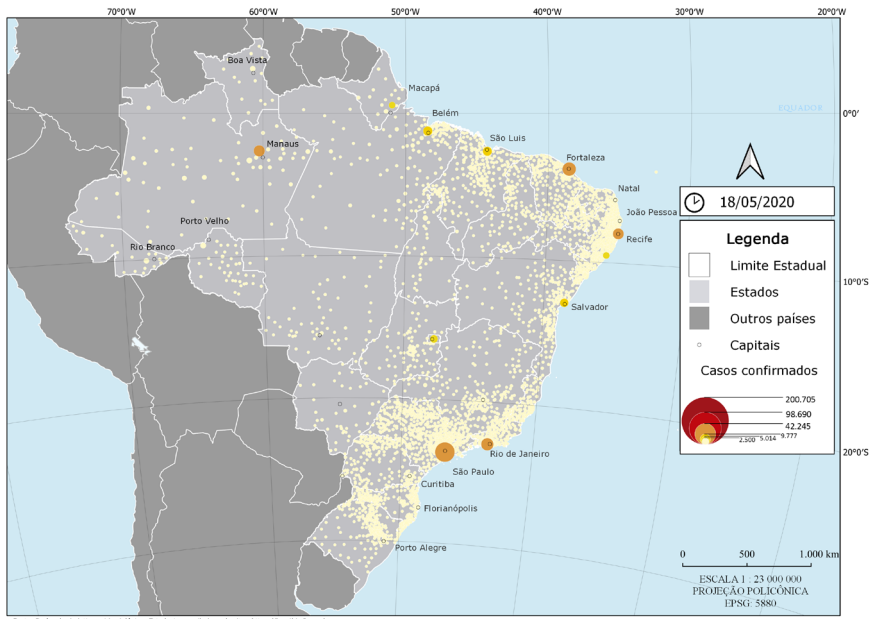 70°0'W 60°0'W 50°0'W 40°0'W 30°0'W 20°0'W
Boa Vista
Macapá
EQUADOR
0°0'
Belém
São Luis
Manaus
Fortaleza
Natal
18/05/2020
João Pessoa
Porto Velho
Recife
Rio Branco
Legenda
Limite Estadual
10°0'S
Estados
Salvador
Outros países
Capitais
Casos confirmados
200.705
98.690
42.245
9.777
5.014
2.500
20°0'S
Rio de Janeiro
São Paulo
Curitiba
Florianópolis
Porto Alegre
0 500 1.000 km
ESCALA 1 : 23 000 000
PROJEÇÃO POLICÔNICA
EPSG: 5880